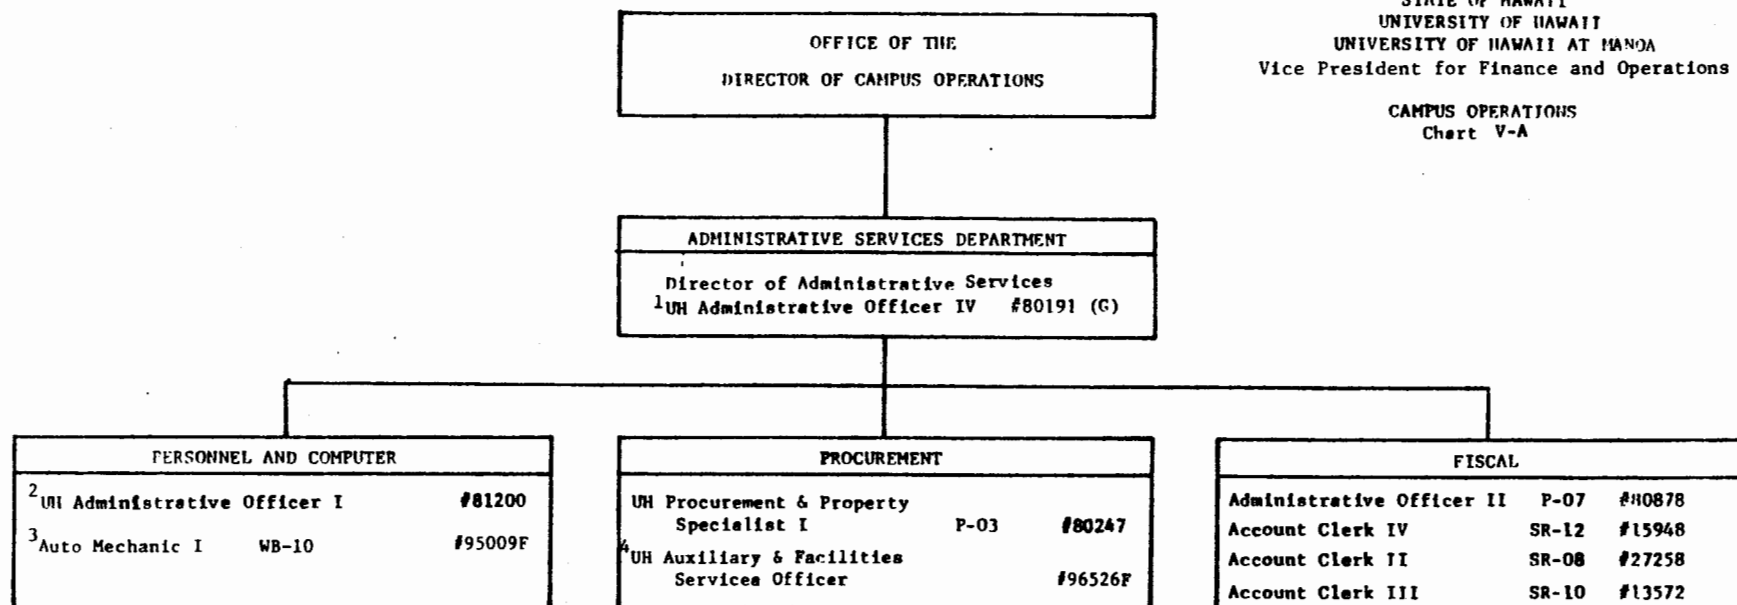 STATE OF HAWAII
UNIVERSITY OF HAWAII
UNIVERSITY OF HAWAII AT MANOA
Vice President for Finance and Operations
CAMPUS OPERATIONS
Chart V-A
OFFICE OF THE
DIRECTOR OF CAMPUS OPERATIONS
ADMINISTRATIVE SERVICES DEPARTMENT
Director of Administrative Services
1UH Administrative Officer IV #80191 (G)
PERSONNEL AND COMPUTER
2UH Administrative Officer I #81200
3Auto Mechanic I WB-10 #95009F
PROCUREMENT
UH Procurement & Property
Specialist I P-03 #80247
4UH Auxiliary & Facilities
Services Officer #96526F
FISCAL
Administrative Officer II P-07 #80878
Account Clerk IV SR-12 #15948
Account Clerk II SR-08 #27258
Account Clerk III SR-10 #13572